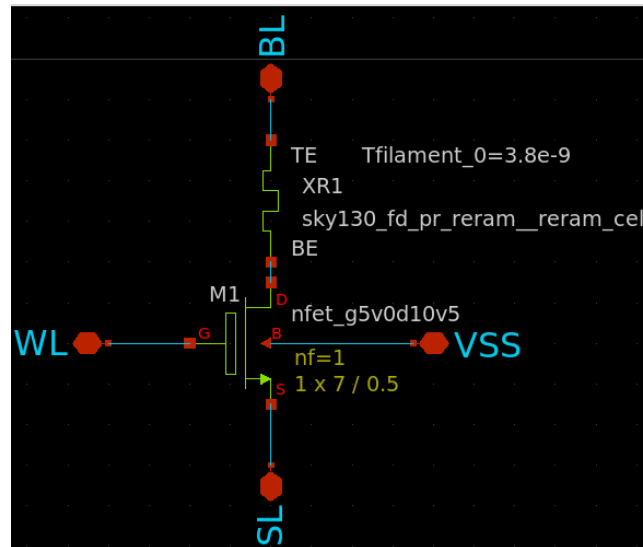 BL
TE Tfilament_0=3.8e-9
XR1
sky130_fd_pr_reram__reram_cel
BE
M1
D
nfet_g5v0d10v5
WL
G
B
VSS
nf=1
S
1 x 7 / 0.5
SL